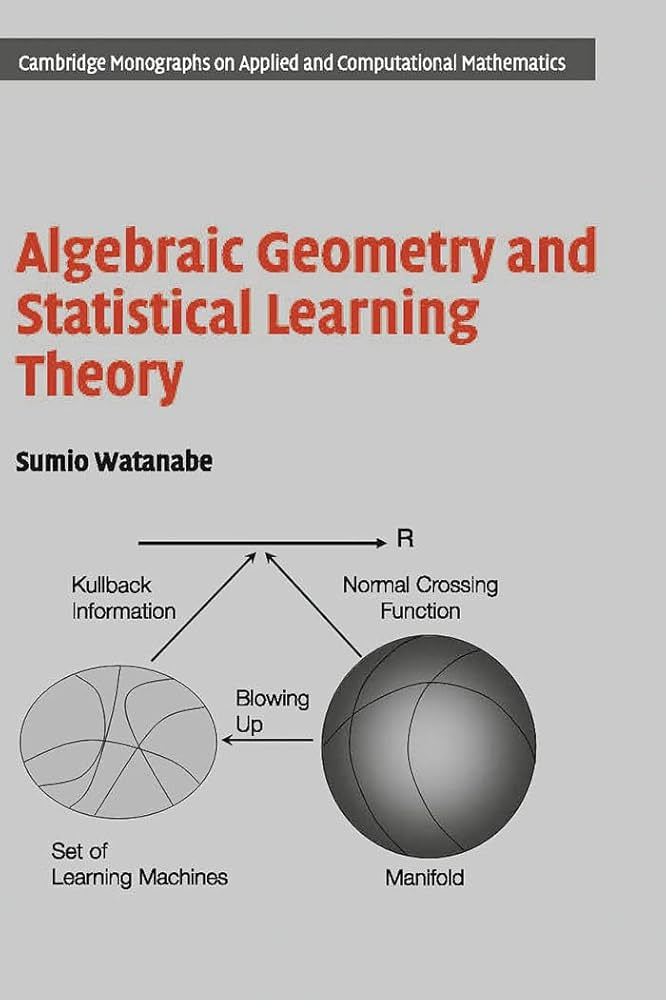 Cambridge Monographs on Applied and Computational Mathematics
Algebraic Geometry and
Statistical Learning
Theory
Sumio Watanabe
R
Kullback
Information
Normal Crossing
Function
Blowing
Up
Set of
Learning Machines
Manifold